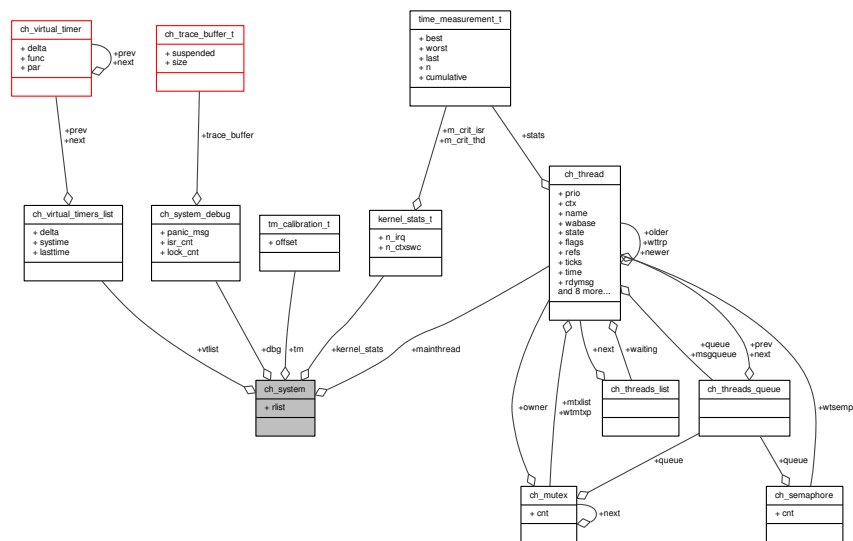 ch_virtual_timer
+ delta
+ func
+ par
+prev
+next
ch_trace_buffer_t
+ suspended
+ size
time_measurement_t
+ best
+ worst
+ last
+ n
+ cumulative
+prev
+next
+trace_buffer
+m_crit_isr
+m_crit_thd
+stats
ch_thread
+ prio
+ ctx
+ name
+ wabase
+ state
+ flags
+ refs
+ ticks
+ time
+ rdymsg
and 8 more...
+older
+wttrp
+newer
ch_virtual_timers_list
+ delta
+ systime
+ lasttime
ch_system_debug
+ panic_msg
+ isr_cnt
+ lock_cnt
tm_calibration_t
+ offset
kernel_stats_t
+ n_irq
+ n_ctxswc
+vtlist
+dbg
+tm
+kernel_stats
+mainthread
+next
+waiting
+queue
+msgqueue
+prev
+next
ch_system
+ rlist
ch_threads_list
ch_threads_queue
+owner
+mtxlist
+wtmtxp
+wtsemp
+queue
+queue
ch_mutex
+ cnt
+next
ch_semaphore
+ cnt